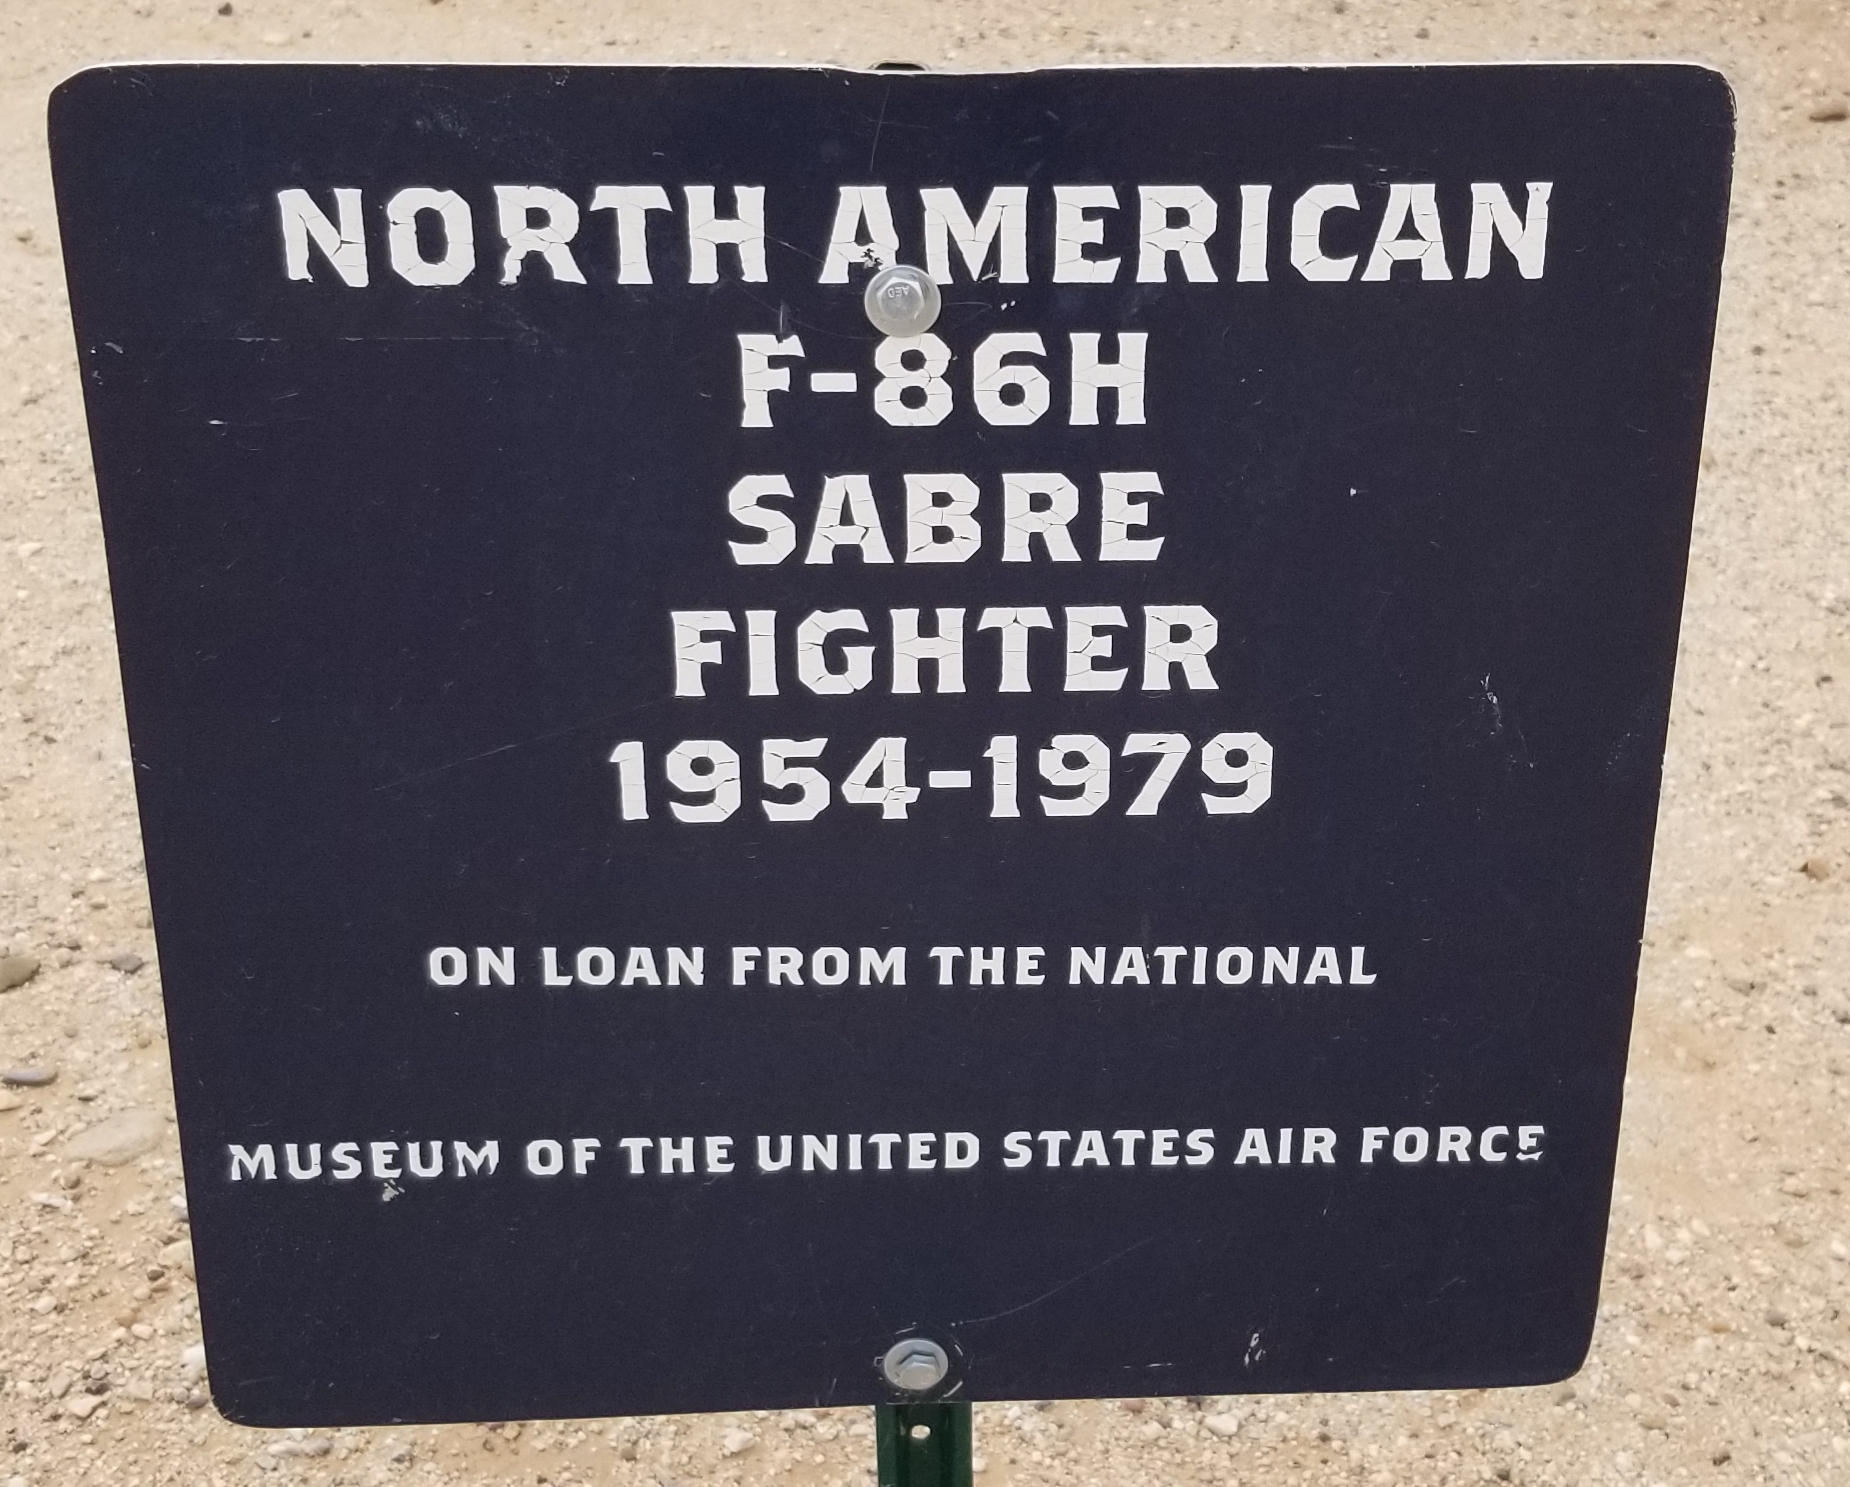 NORTH AMERICAN
F-86H
SABRE
FIGHTER
1954-1979
ON LOAN FROM THE NATIONAL
MUSEUM OF THE UNITED STATES AIR FORCE